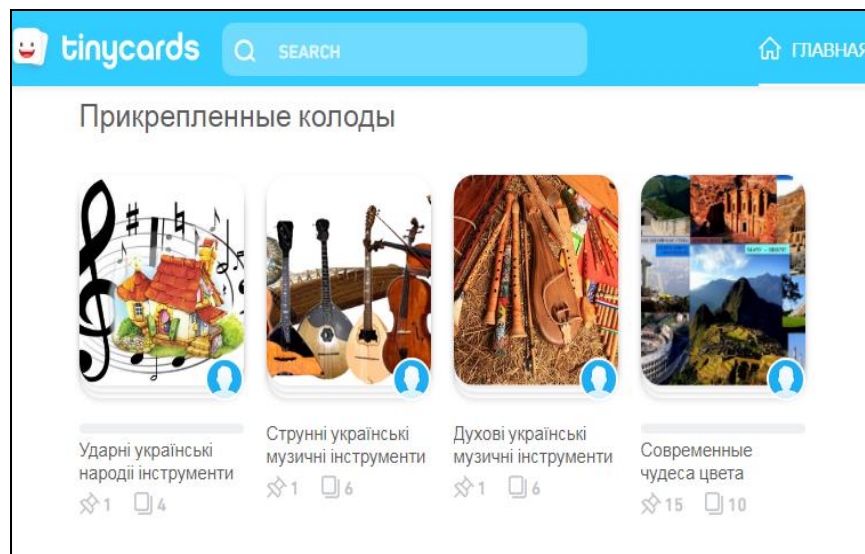 tinycards
SEARCH
ГЛАВНАЯ
Прикрепленные колоды
Ударні українські
народії інструменти
1 4
Струнні українські
музичні інструменти
1 6
Духові українські
музичні інструменти
1 6
Современные
чудеса цвета
15 10